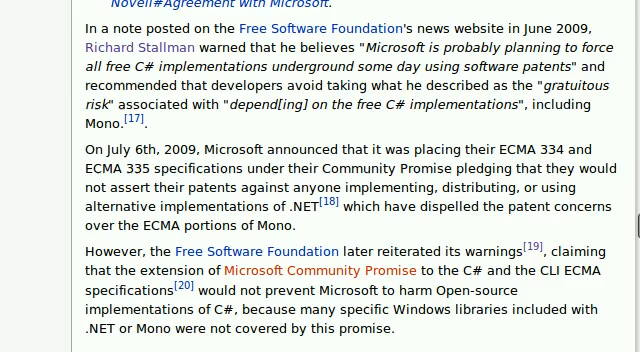 Novell#Agreement with Microsoft.
In a note posted on the Free Software Foundation's news website in June 2009,
Richard Stallman warned that he believes "Microsoft is probably planning to force
all free C# implementations underground some day using software patents" and
recommended that developers avoid taking what he described as the "gratuitous
risk" associated with "depend[ing] on the free C# implementations", including
Mono.[17].
On July 6th, 2009, Microsoft announced that it was placing their ECMA 334 and
ECMA 335 specifications under their Community Promise pledging that they would
not assert their patents against anyone implementing, distributing, or using
alternative implementations of .NET[18] which have dispelled the patent concerns
over the ECMA portions of Mono.
However, the Free Software Foundation later reiterated its warnings[19], claiming
that the extension of Microsoft Community Promise to the C# and the CLI ECMA
specifications[20] would not prevent Microsoft to harm Open-source
implementations of C#, because many specific Windows libraries included with
.NET or Mono were not covered by this promise.